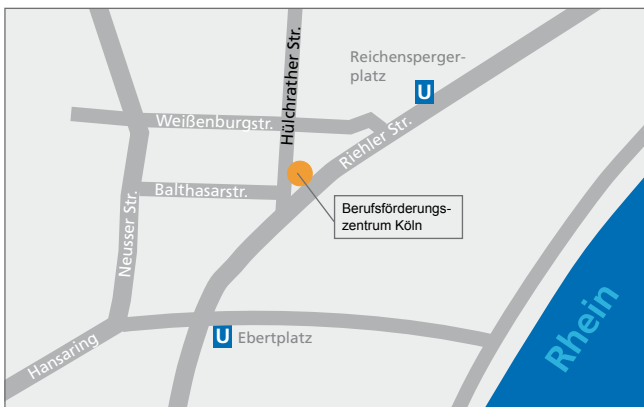 Hülchrather Str.
Reichensperger-
platz
U
Weißenburgstr.
Riehler Str.
Balthasarstr.
Berufsförderungs-
zentrum Köln
Neusser Str.
Rhein
U Ebertplatz
Hansaring